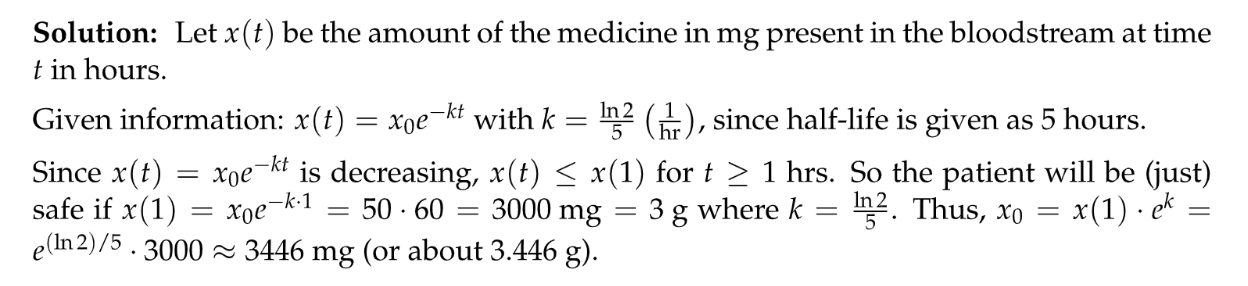 Solution: Let x(t) be the amount of the medicine in mg present in the bloodstream at time
t in hours.
Given information: x(t) = x₀e^{−kt} with k = \frac{ln 2}{5} (\frac{1}{hr}), since half-life is given as 5 hours.
Since x(t) = x₀e^{−kt} is decreasing, x(t) ≤ x(1) for t ≥ 1 hrs. So the patient will be (just)
safe if x(1) = x₀e^{−k·1} = 50 · 60 = 3000 mg = 3 g where k = \frac{ln 2}{5}. Thus, x₀ = x(1) · e^k =
e^{(ln 2)/5} · 3000 ≈ 3446 mg (or about 3.446 g).